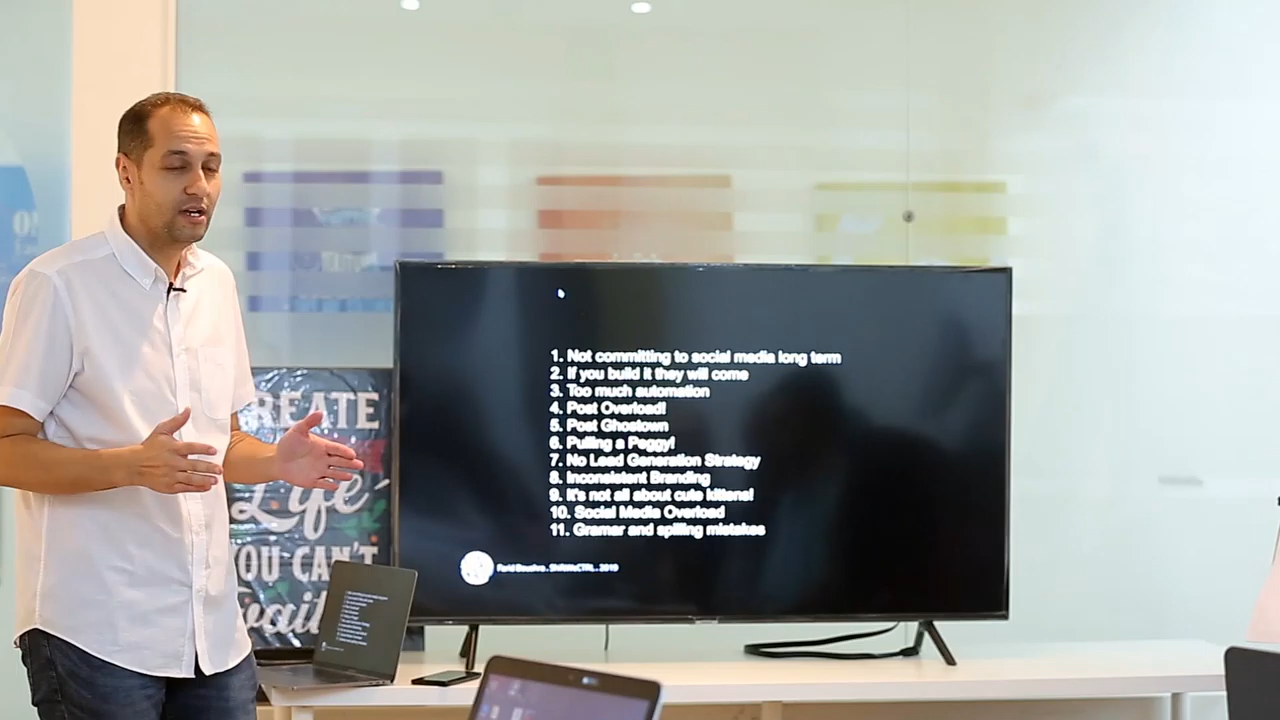 1. Not committing to social media long term
2. If you build it they will come
3. Too much automation
4. Post Overload!
5. Post Ghostown
6. Pulling a Peggy!
7. No Lead Generation Strategy
8. Inconsistent Branding
9. It's not all about cute kittens!
10. Social Media Overload
11. Gramar and spilling mistakes
2019
CREATE
Life
YOU CAN'T
wait